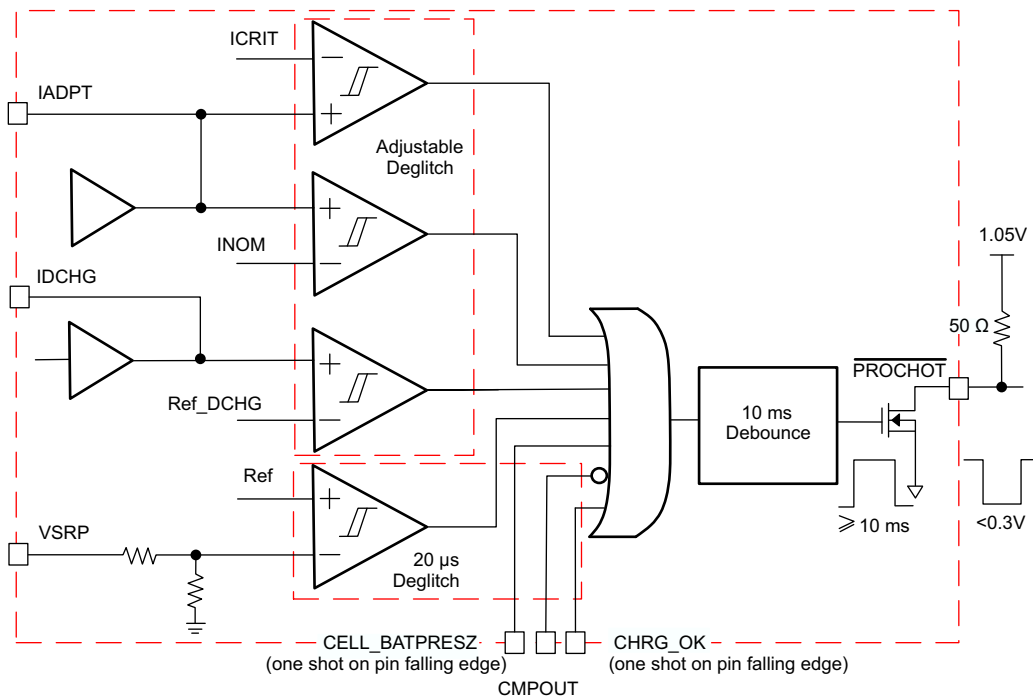 ICRIT
IADPT
Adjustable
Deglitch
INOM
1.05V
IDCHG
50 Ω
PROCHOT
Ref_DCHG
10 ms
Debounce
Ref
⩾ 10 ms
<0.3V
VSRP
20 µs
Deglitch
CELL_BATPRESZ
(one shot on pin falling edge)
CHRG_OK
(one shot on pin falling edge)
CMPOUT